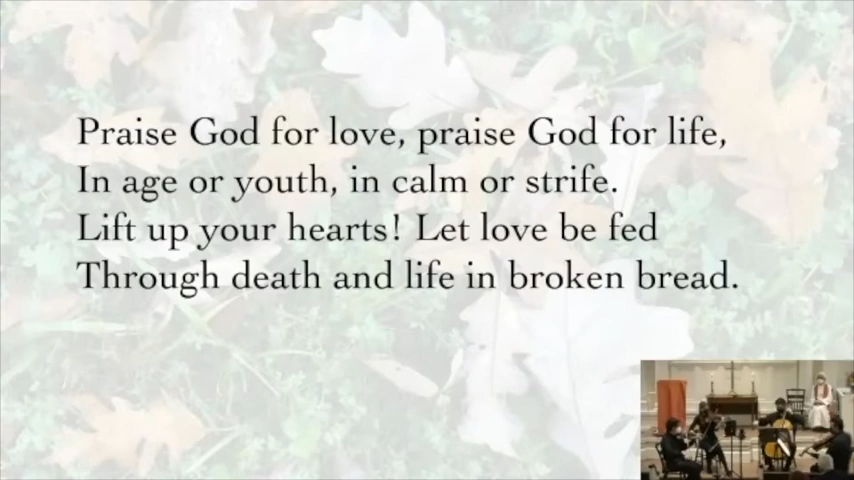 Praise God for love, praise God for life,
In age or youth, in calm or strife.
Lift up your hearts! Let love be fed
Through death and life in broken bread.